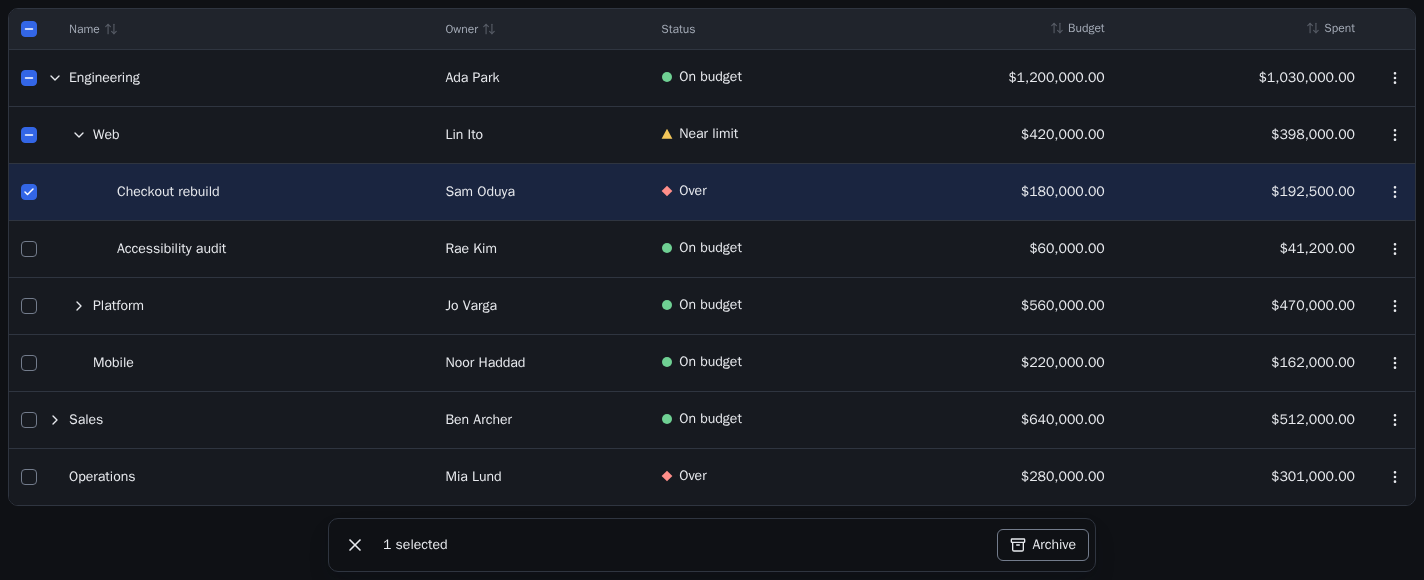 Name Owner Status Budget Spent
Engineering Ada Park On budget $1,200,000.00 $1,030,000.00
Web Lin Ito Near limit $420,000.00 $398,000.00
Checkout rebuild Sam Oduya Over $180,000.00 $192,500.00
Accessibility audit Rae Kim On budget $60,000.00 $41,200.00
Platform Jo Varga On budget $560,000.00 $470,000.00
Mobile Noor Haddad On budget $220,000.00 $162,000.00
Sales Ben Archer On budget $640,000.00 $512,000.00
Operations Mia Lund Over $280,000.00 $301,000.00
1 selected Archive